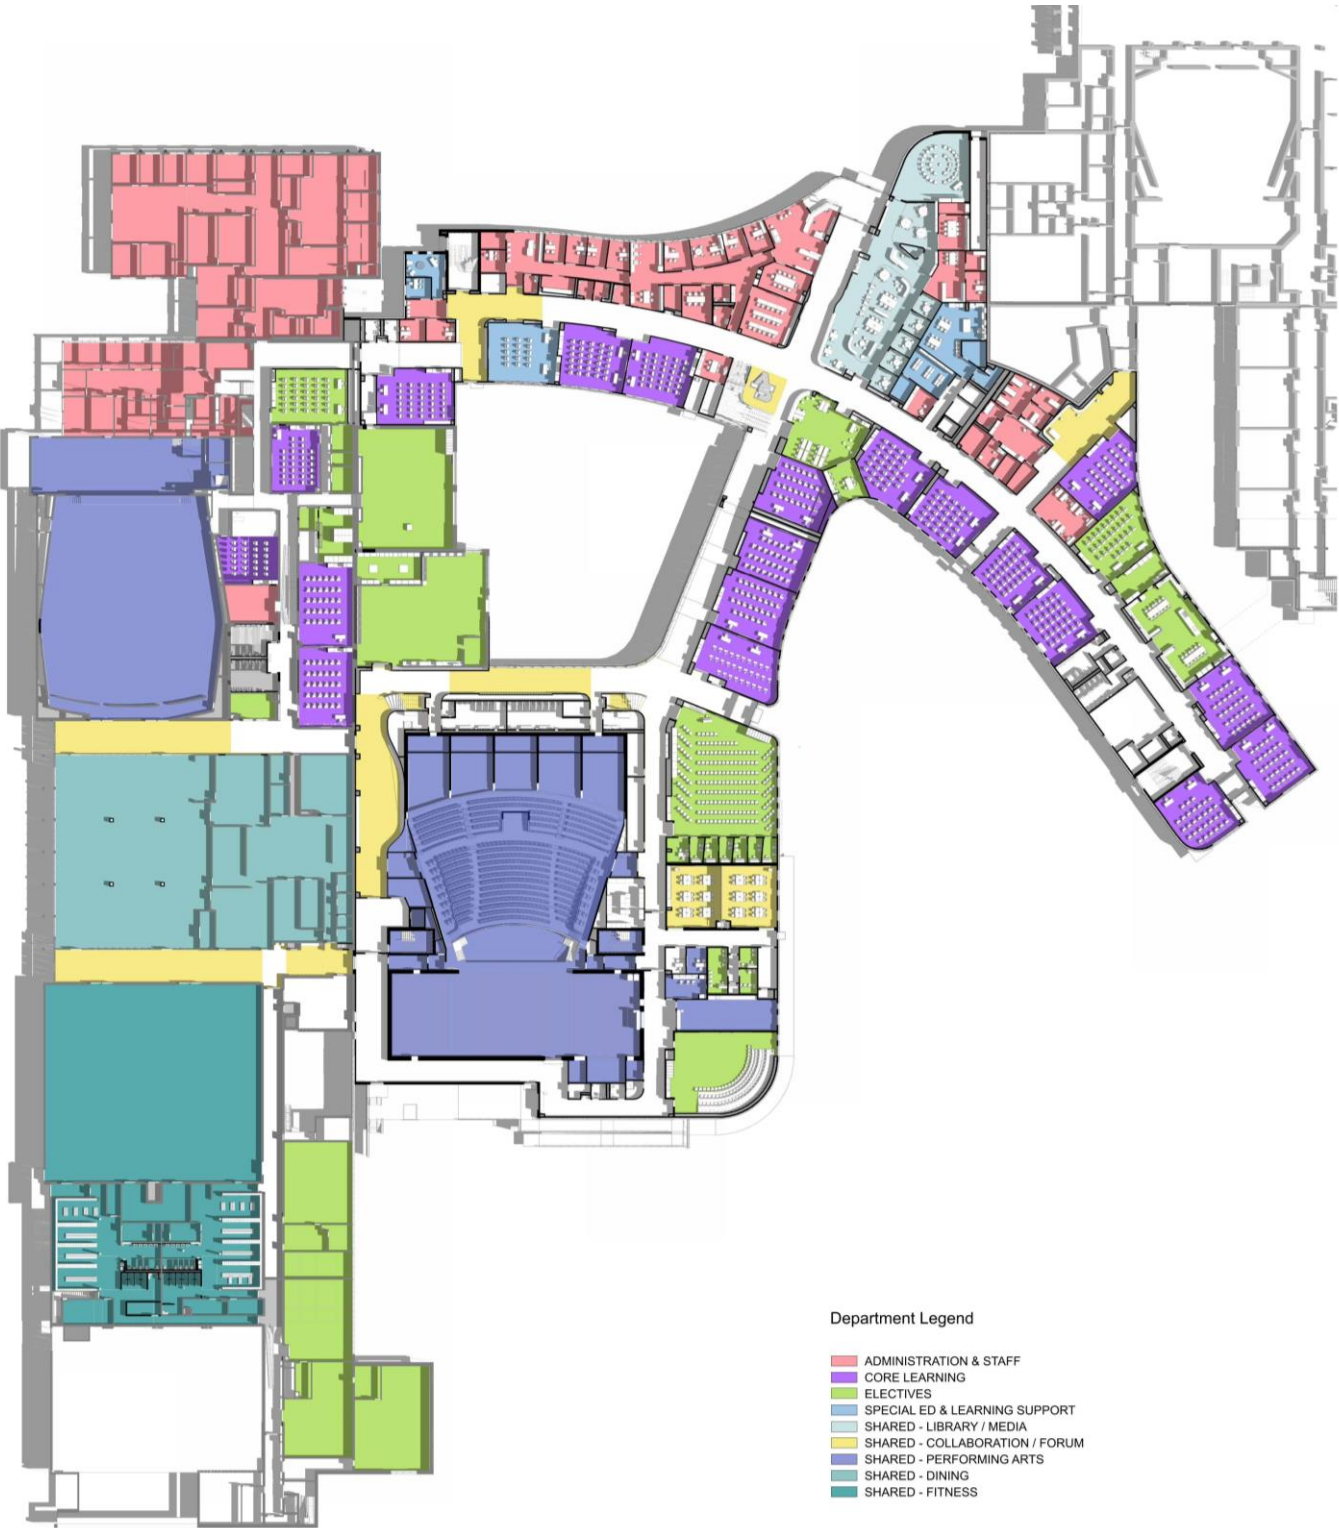 Department Legend
ADMINISTRATION & STAFF
CORE LEARNING
ELECTIVES
SPECIAL ED & LEARNING SUPPORT
SHARED - LIBRARY / MEDIA
SHARED - COLLABORATION / FORUM
SHARED - PERFORMING ARTS
SHARED - DINING
SHARED - FITNESS